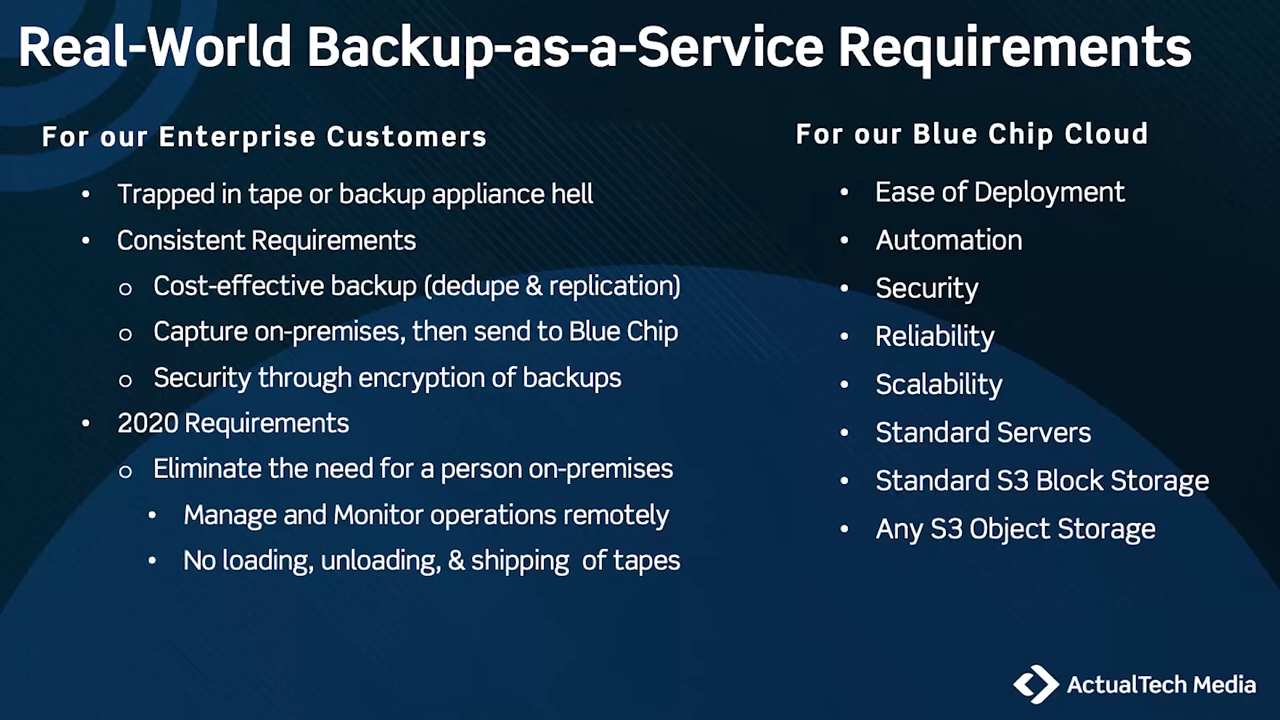 Real-World Backup-as-a-Service Requirements
For our Enterprise Customers
• Trapped in tape or backup appliance hell
• Consistent Requirements
o Cost-effective backup (dedupe & replication)
o Capture on-premises, then send to Blue Chip
o Security through encryption of backups
• 2020 Requirements
o Eliminate the need for a person on-premises
• Manage and Monitor operations remotely
• No loading, unloading, & shipping of tapes
For our Blue Chip Cloud
• Ease of Deployment
• Automation
• Security
• Reliability
• Scalability
• Standard Servers
• Standard S3 Block Storage
• Any S3 Object Storage
ActualTech Media